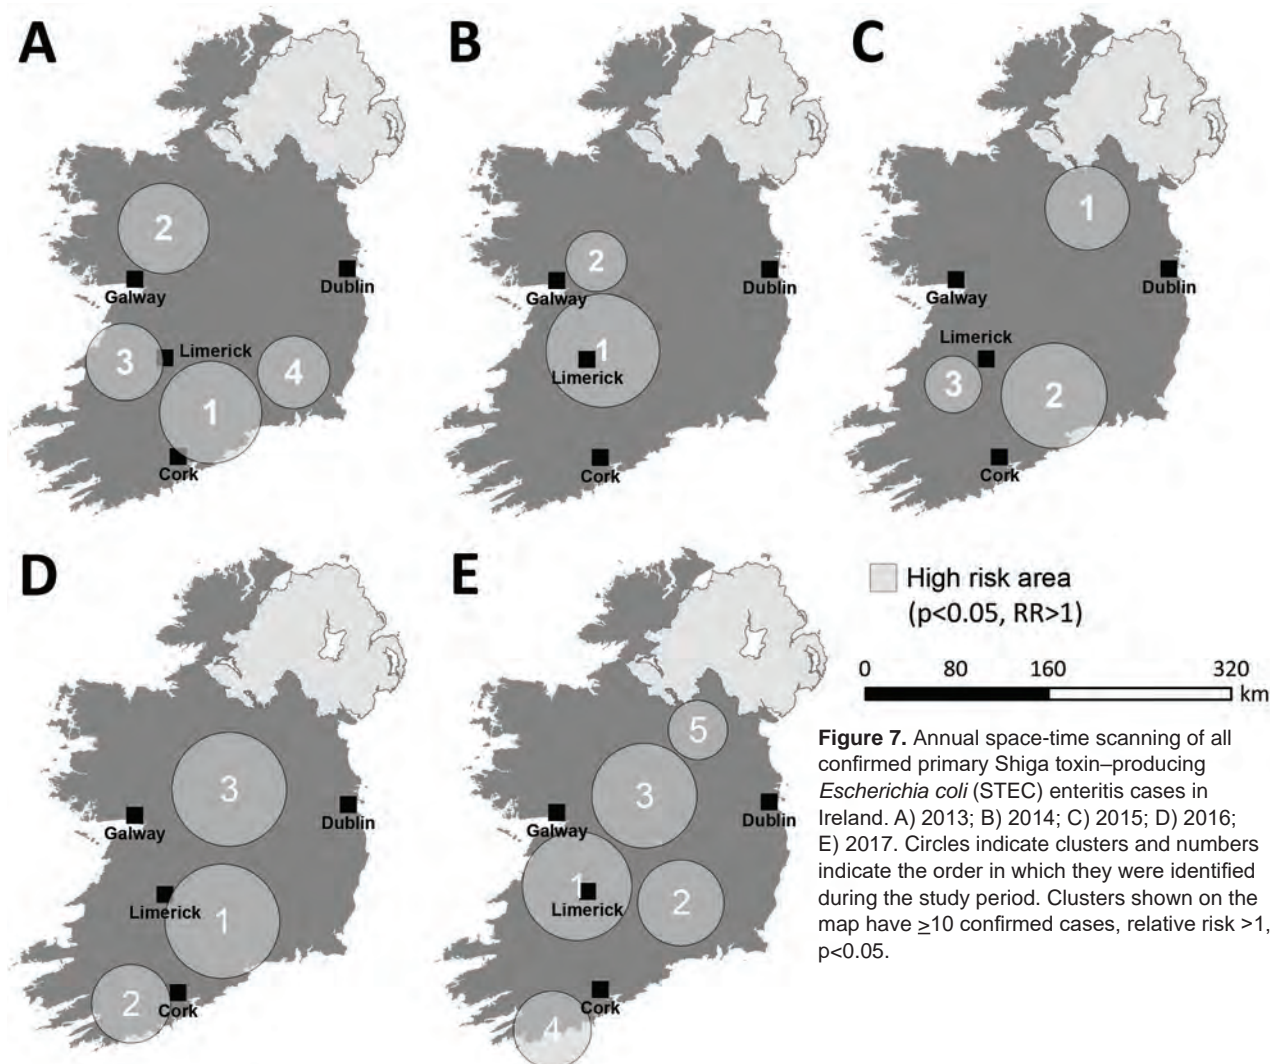 A
2
Galway
Dublin
3
Limerick
4
1
Cork
B
2
Galway
Dublin
1
Limerick
Cork
C
1
Galway
Dublin
Limerick
3
2
Cork
D
3
Galway
Dublin
Limerick
1
2
Cork
E
5
3
Galway
Dublin
1
Limerick
2
Cork
4
High risk area
(p<0.05, RR>1)
0 80 160 320
km
Figure 7. Annual space-time scanning of all
confirmed primary Shiga toxin–producing
Escherichia coli (STEC) enteritis cases in
Ireland. A) 2013; B) 2014; C) 2015; D) 2016;
E) 2017. Circles indicate clusters and numbers
indicate the order in which they were identified
during the study period. Clusters shown on the
map have ≥10 confirmed cases, relative risk >1,
p<0.05.